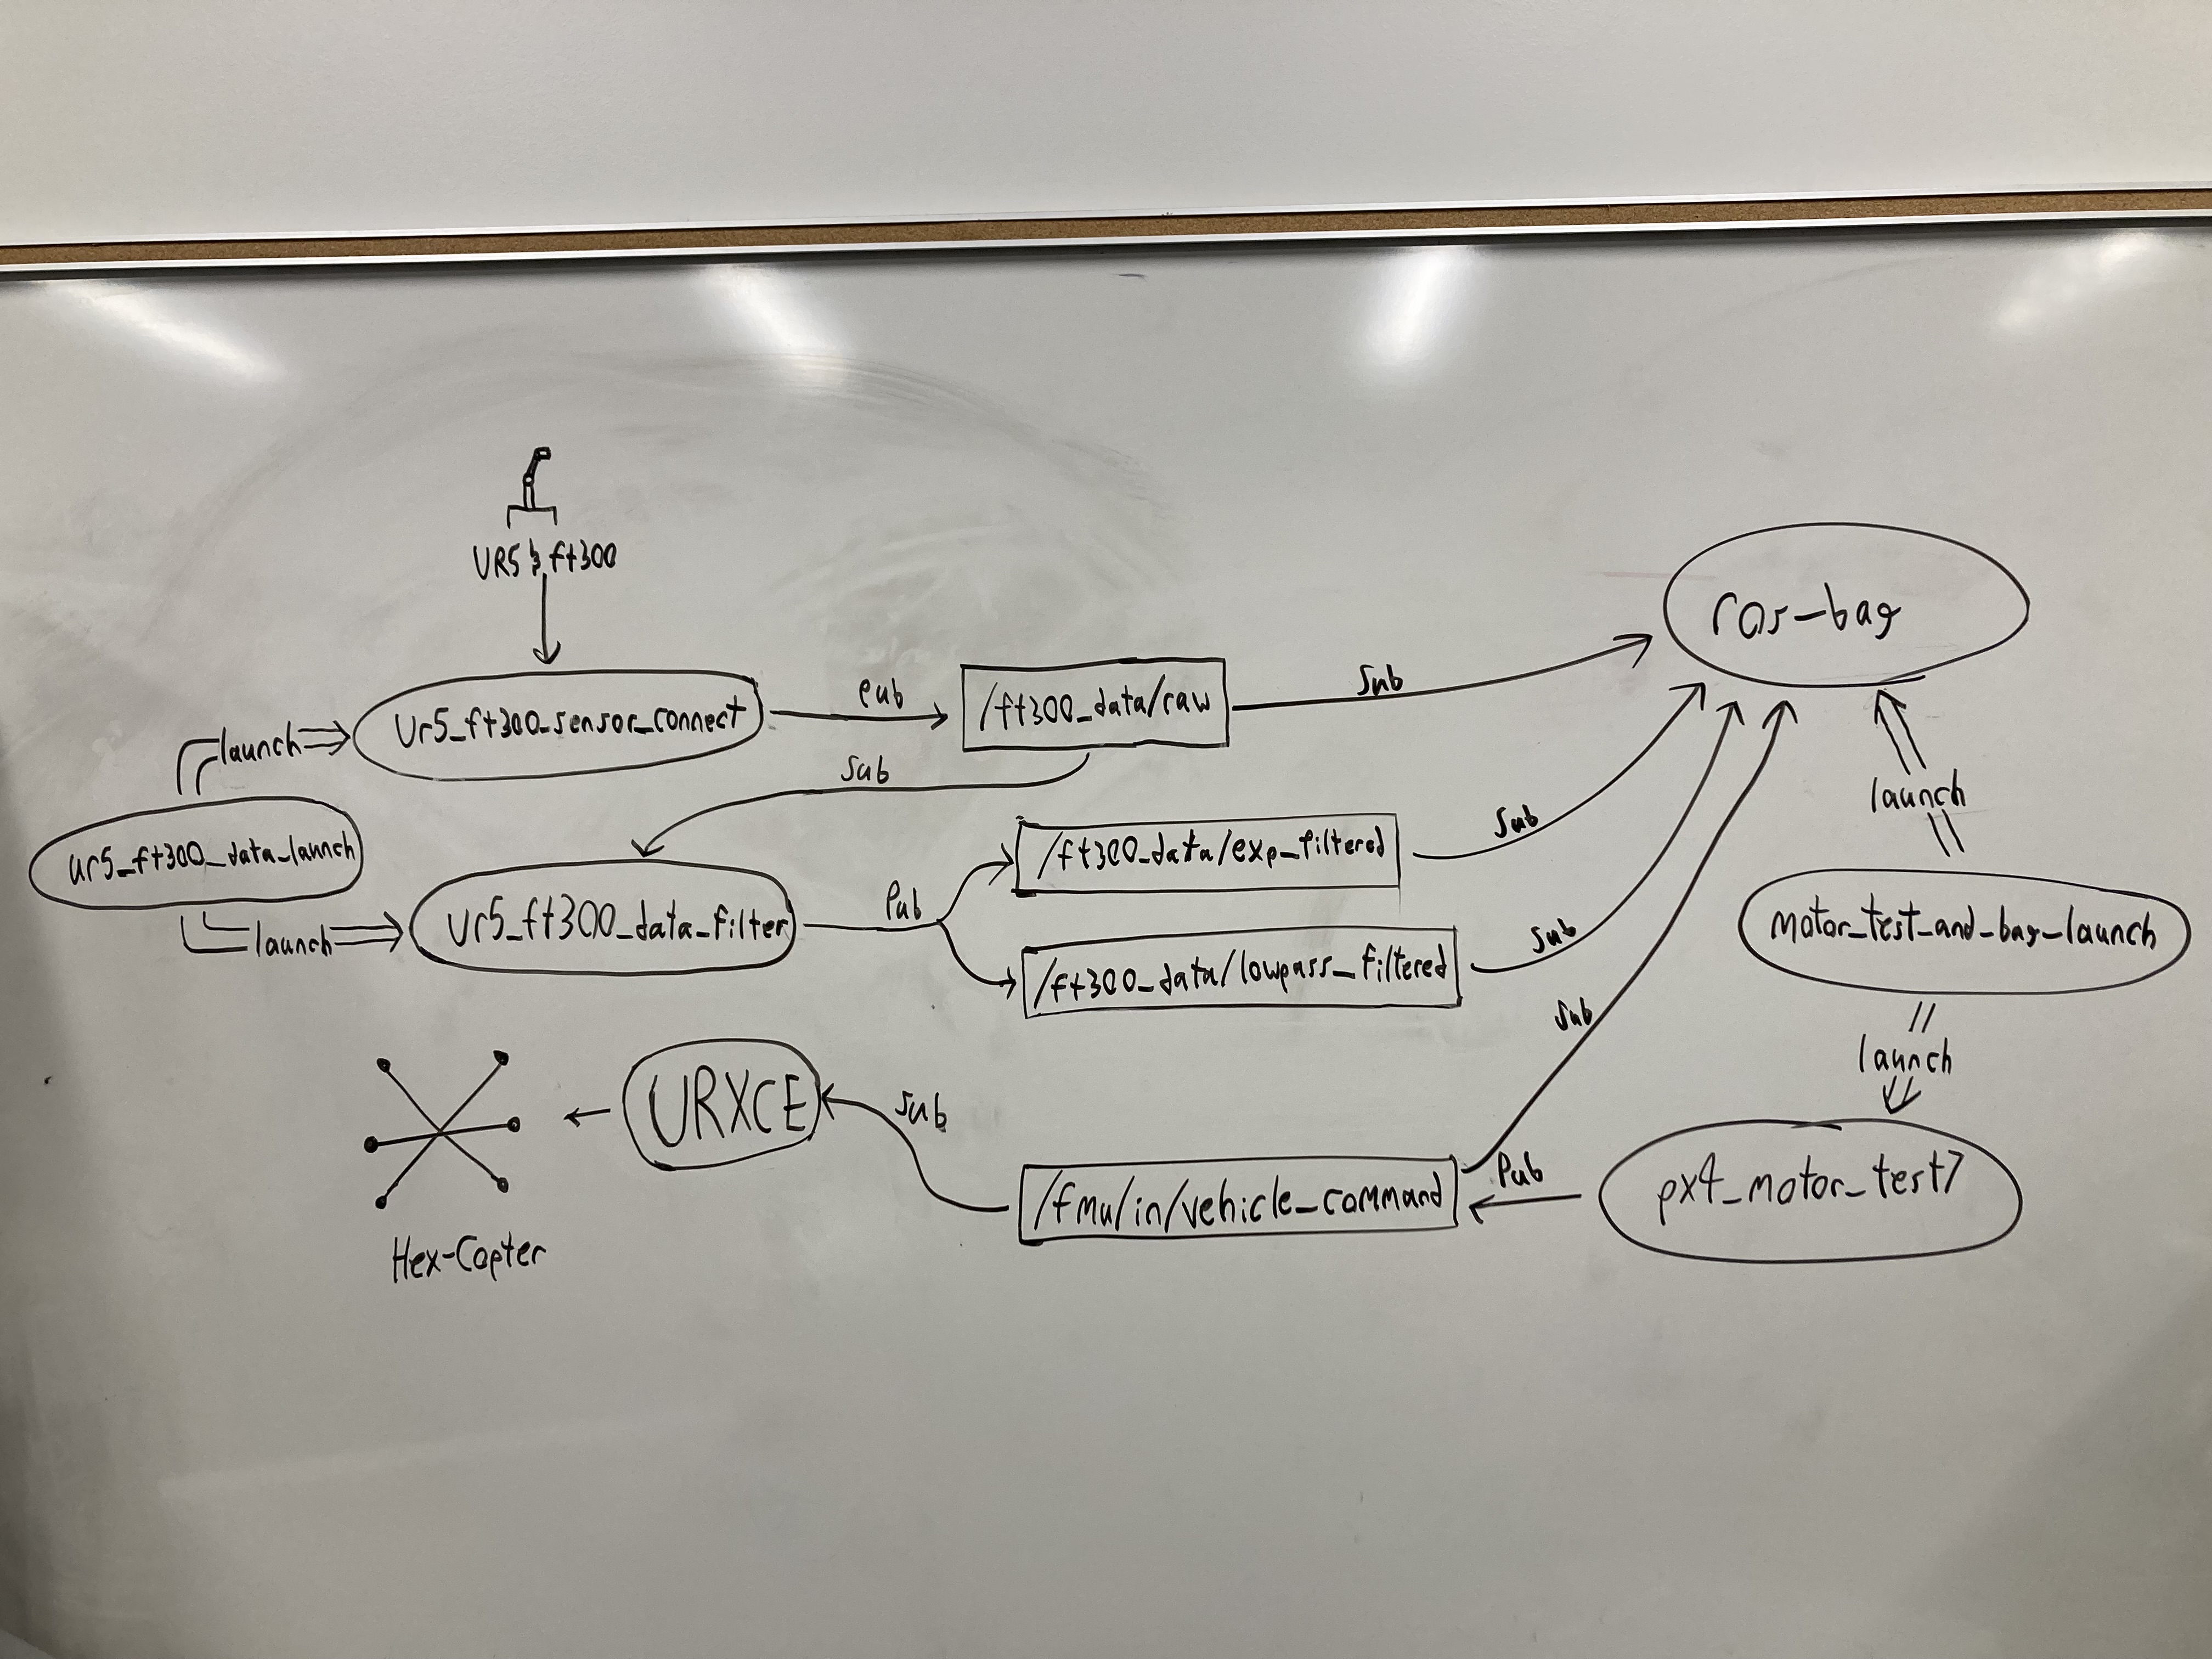 UR5 & ft300
ur5_ft300_sensor_connect
pub
/ft300_data/raw
Sub
ros-bag
launch
Sub
ur5_ft300_data_launch
launch
ur5_ft300_data_filter
Pub
/ft300_data/exp_filtered
Sub
/ft300_data/lowpass_filtered
Sub
launch
motor_test_and_bag_launch
launch
Sub
Hex-Copter
URXCE
Sub
/fmu/in/vehicle_command
Pub
px4_motor_test7